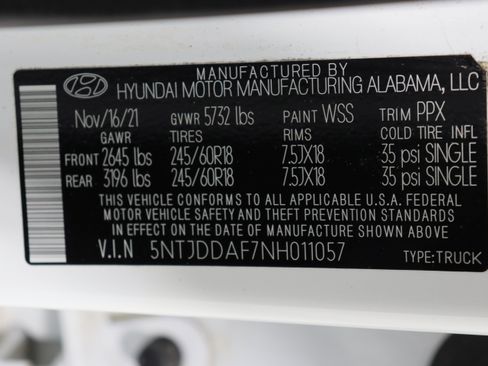 MANUFACTURED BY
HYUNDAI MOTOR MANUFACTURING ALABAMA, LLC
Nov/16/21 GVWR 5732 lbs PAINT WSS TRIM PPX
GAWR TIRES RIMS COLD TIRE INFL
FRONT 2645 lbs 245/60R18 7.5JX18 35 psi SINGLE
REAR 3196 lbs 245/60R18 7.5JX18 35 psi SINGLE
THIS VEHICLE CONFORMS TO ALL APPLICABLE U.S.A. FEDERAL
MOTOR VEHICLE SAFETY AND THEFT PREVENTION STANDARDS
IN EFFECT ON THE DATE OF MANUFACTURE SHOWN ABOVE
V.I.N 5NTJDDAF7NH011057 TYPE:TRUCK